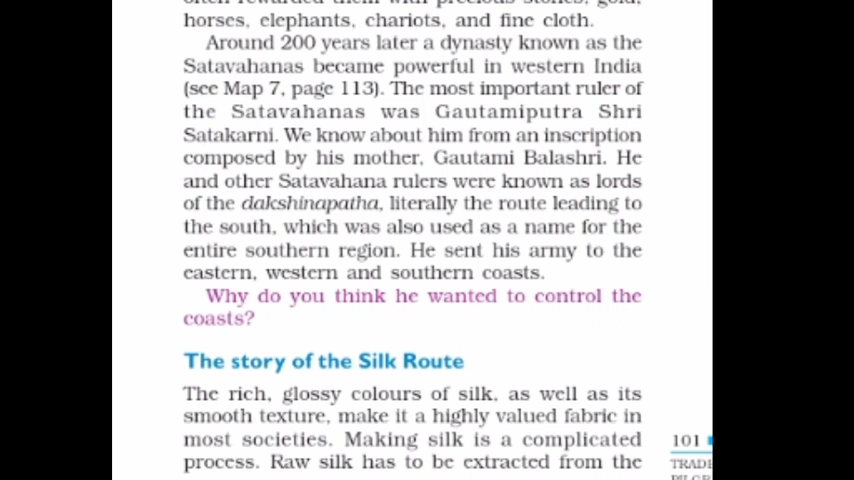 often rewarded them with precious stones, gold,
horses, elephants, chariots, and fine cloth.
Around 200 years later a dynasty known as the
Satavahanas became powerful in western India
(see Map 7, page 113). The most important ruler of
the Satavahanas was Gautamiputra Shri
Satakarni. We know about him from an inscription
composed by his mother, Gautami Balashri. He
and other Satavahana rulers were known as lords
of the dakshinapatha, literally the route leading to
the south, which was also used as a name for the
entire southern region. He sent his army to the
eastern, western and southern coasts.
Why do you think he wanted to control the
coasts?
The story of the Silk Route
The rich, glossy colours of silk, as well as its
smooth texture, make it a highly valued fabric in
most societies. Making silk is a complicated
process. Raw silk has to be extracted from the
101